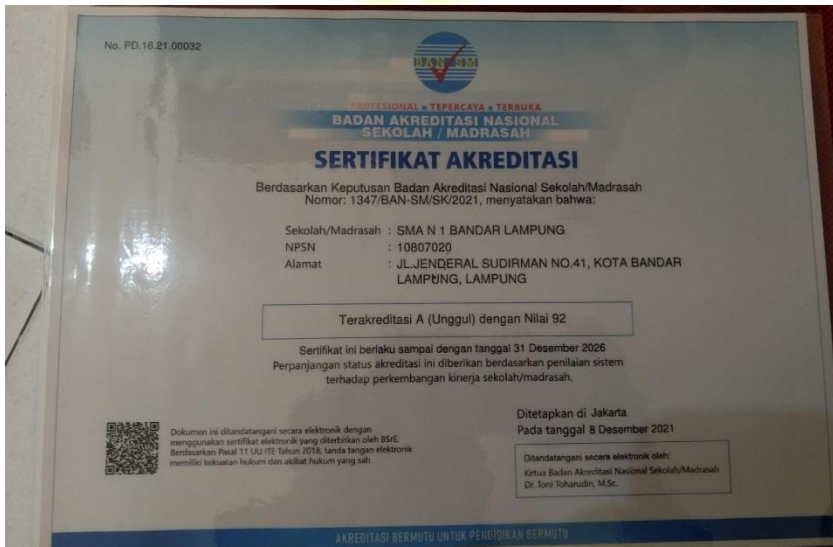 No. PD.16.21.00032
BAN-SM
PROFESIONAL ■ TEPERCAYA ■ TERBUKA
BADAN AKREDITASI NASIONAL
SEKOLAH / MADRASAH
SERTIFIKAT AKREDITASI
Berdasarkan Keputusan Badan Akreditasi Nasional Sekolah/Madrasah
Nomor: 1347/BAN-SM/SK/2021, menyatakan bahwa:
Sekolah/Madrasah : SMA N 1 BANDAR LAMPUNG
NPSN : 10807020
Alamat : JL.JENDERAL SUDIRMAN NO.41, KOTA BANDAR
LAMPUNG, LAMPUNG
Terakreditasi A (Unggul) dengan Nilai 92
Sertifikat ini berlaku sampai dengan tanggal 31 Desember 2026
Perpanjangan status akreditasi ini diberikan berdasarkan penilaian sistem
terhadap perkembangan kinerja sekolah/madrasah.
Ditetapkan di Jakarta
Pada tanggal 8 Desember 2021
Dokumen ini ditandatangani secara elektronik dengan
menggunakan sertifikat elektronik yang diterbitkan oleh BSrE.
Berdasarkan Pasal 11 UU ITE Tahun 2018, tanda tangan elektronik
memiliki kekuatan hukum dan akibat hukum yang sah
Ditandatangani secara elektronik oleh:
Ketua Badan Akreditasi Nasional Sekolah/Madrasah
Dr. Toni Toharudin, M.Sc.
AKREDITASI BERMUTU UNTUK PENDIDIKAN BERMUTU